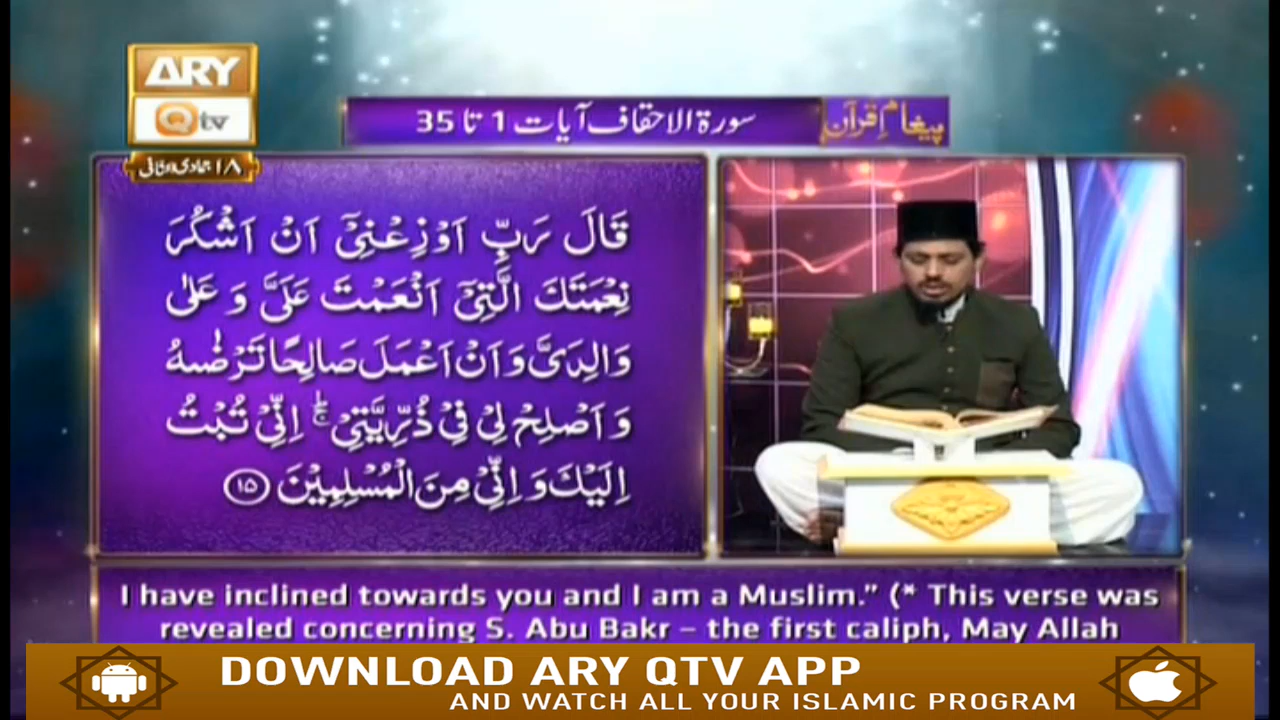 ARY
Qtv
پیغامِ قرآن
سورۃ الاحقاف آیات 1 تا 35
۱۸ جمادی الثانی
قَالَ رَبِّ اَوْزِعْنِیْۤ اَنْ اَشْكُرَ
نِعْمَتَكَ الَّتِیْۤ اَنْعَمْتَ عَلَیَّ وَ عَلٰی
وَالِدَیَّ وَ اَنْ اَعْمَلَ صَالِحًا تَرْضٰىهُ
وَ اَصْلِحْ لِیْ فِیْ ذُرِّیَّتِیْ ۚ اِنِّیْ تُبْتُ
اِلَیْكَ وَ اِنِّیْ مِنَ الْمُسْلِمِیْنَ ۱۵
I have inclined towards you and I am a Muslim.” (* This verse was
revealed concerning S. Abu Bakr – the first caliph, May Allah
DOWNLOAD ARY QTV APP
AND WATCH ALL YOUR ISLAMIC PROGRAM